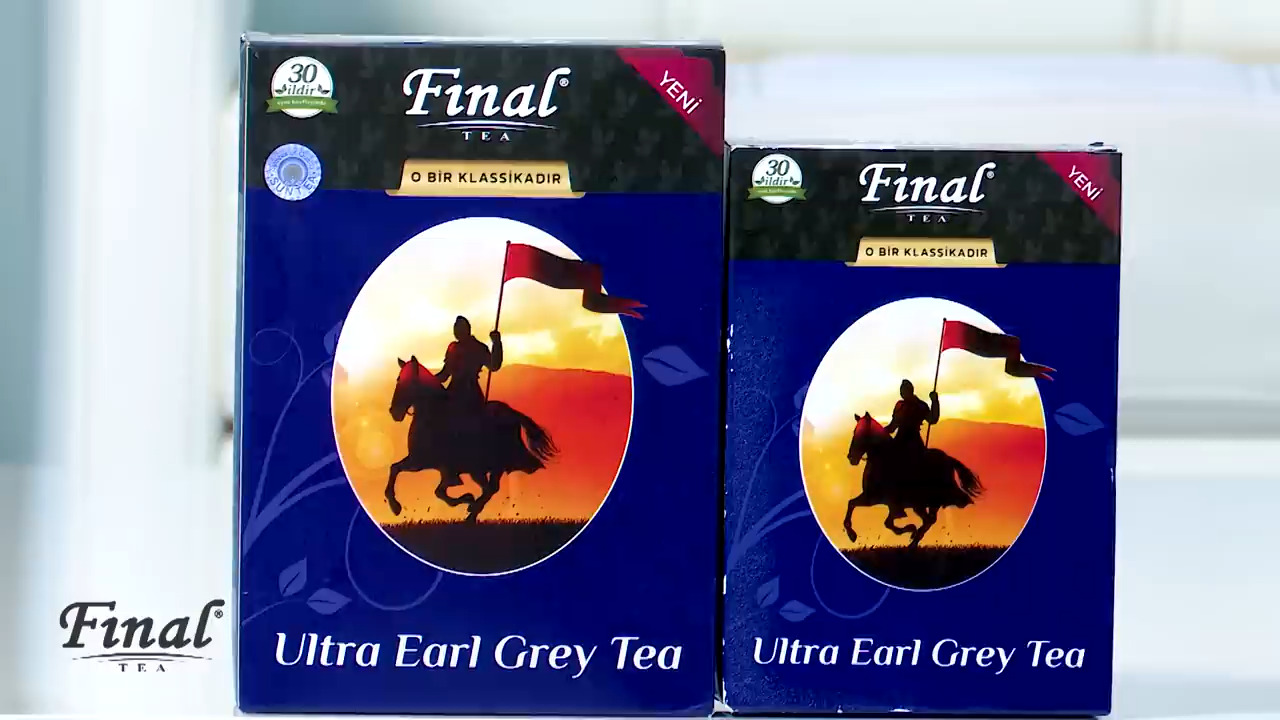 30
ildir
Final®
TEA
YENİ
O BİR KLASSİKADIR
SUNTEA
Ultra Earl Grey Tea
30
ildir
Final®
TEA
YENİ
O BİR KLASSİKADIR
Ultra Earl Grey Tea
Final®
TEA